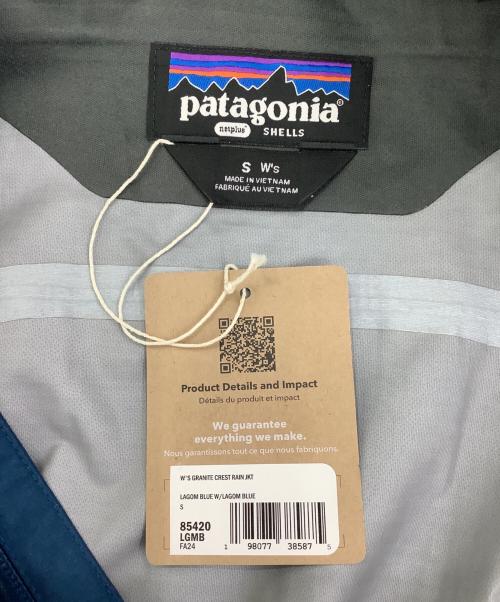 patagonia®
netplus® SHELLS
S W's
MADE IN VIETNAM
FABRIQUÉ AU VIETNAM
Product Details and Impact
Détails du produit et impact
We guarantee
everything we make.
Nous garantissons tout ce que nous fabriquons.
W'S GRANITE CREST RAIN JKT
LAGOM BLUE W/LAGOM BLUE
S
85420
LGMB
FA24
1 98077 38587 5